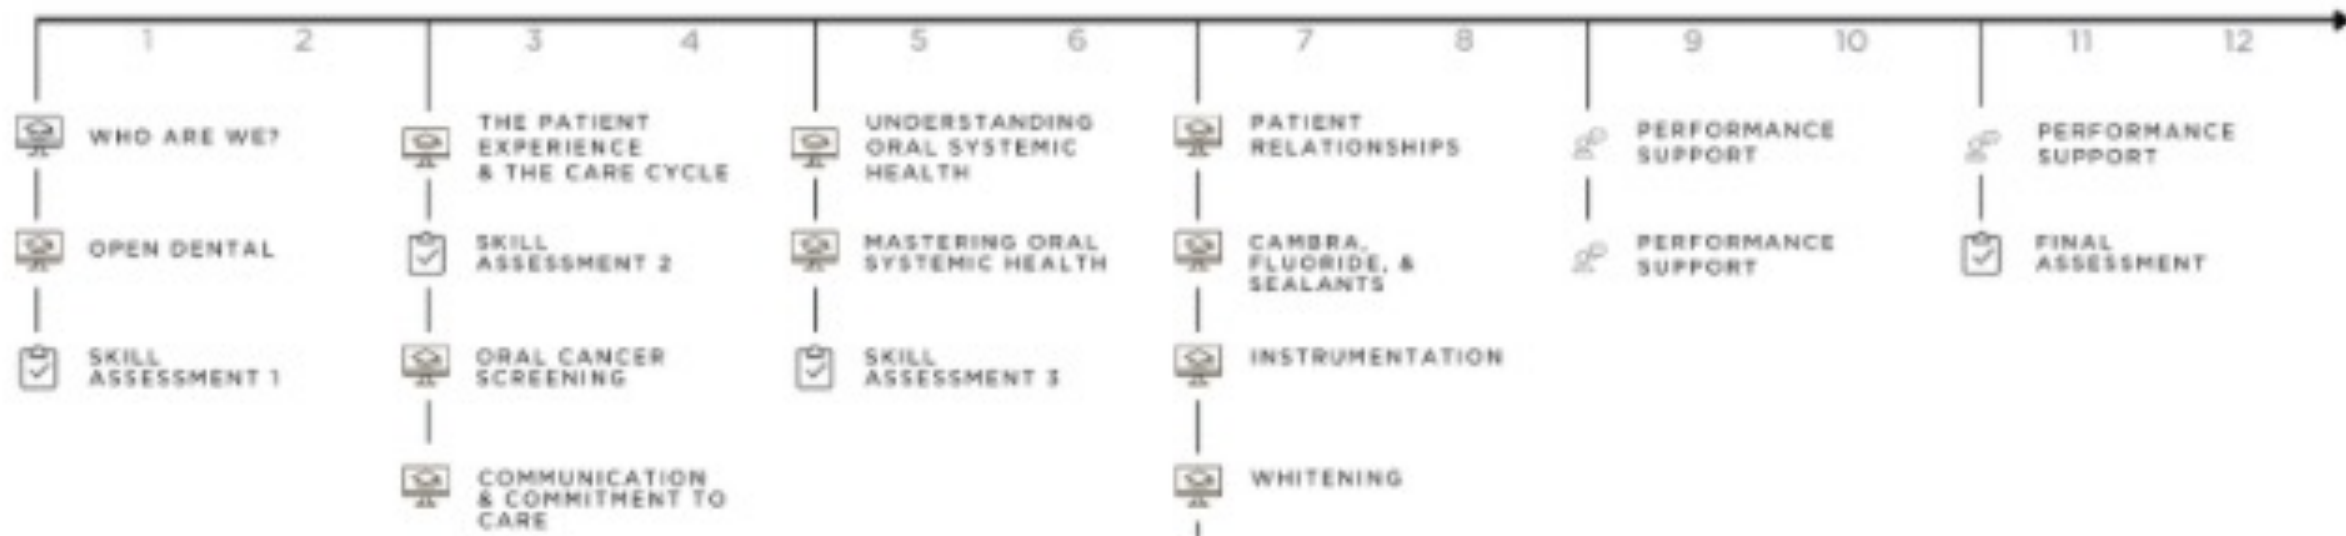 1 2 3 4 5 6 7 8 9 10 11 12
WHO ARE WE?
OPEN DENTAL
SKILL
ASSESSMENT 1
THE PATIENT
EXPERIENCE
& THE CARE CYCLE
SKILL
ASSESSMENT 2
ORAL CANCER
SCREENING
COMMUNICATION
& COMMITMENT TO
CARE
UNDERSTANDING
ORAL SYSTEMIC
HEALTH
MASTERING ORAL
SYSTEMIC HEALTH
SKILL
ASSESSMENT 3
PATIENT
RELATIONSHIPS
CAMBRA,
FLUORIDE, &
SEALANTS
INSTRUMENTATION
WHITENING
PERFORMANCE
SUPPORT
PERFORMANCE
SUPPORT
PERFORMANCE
SUPPORT
FINAL
ASSESSMENT